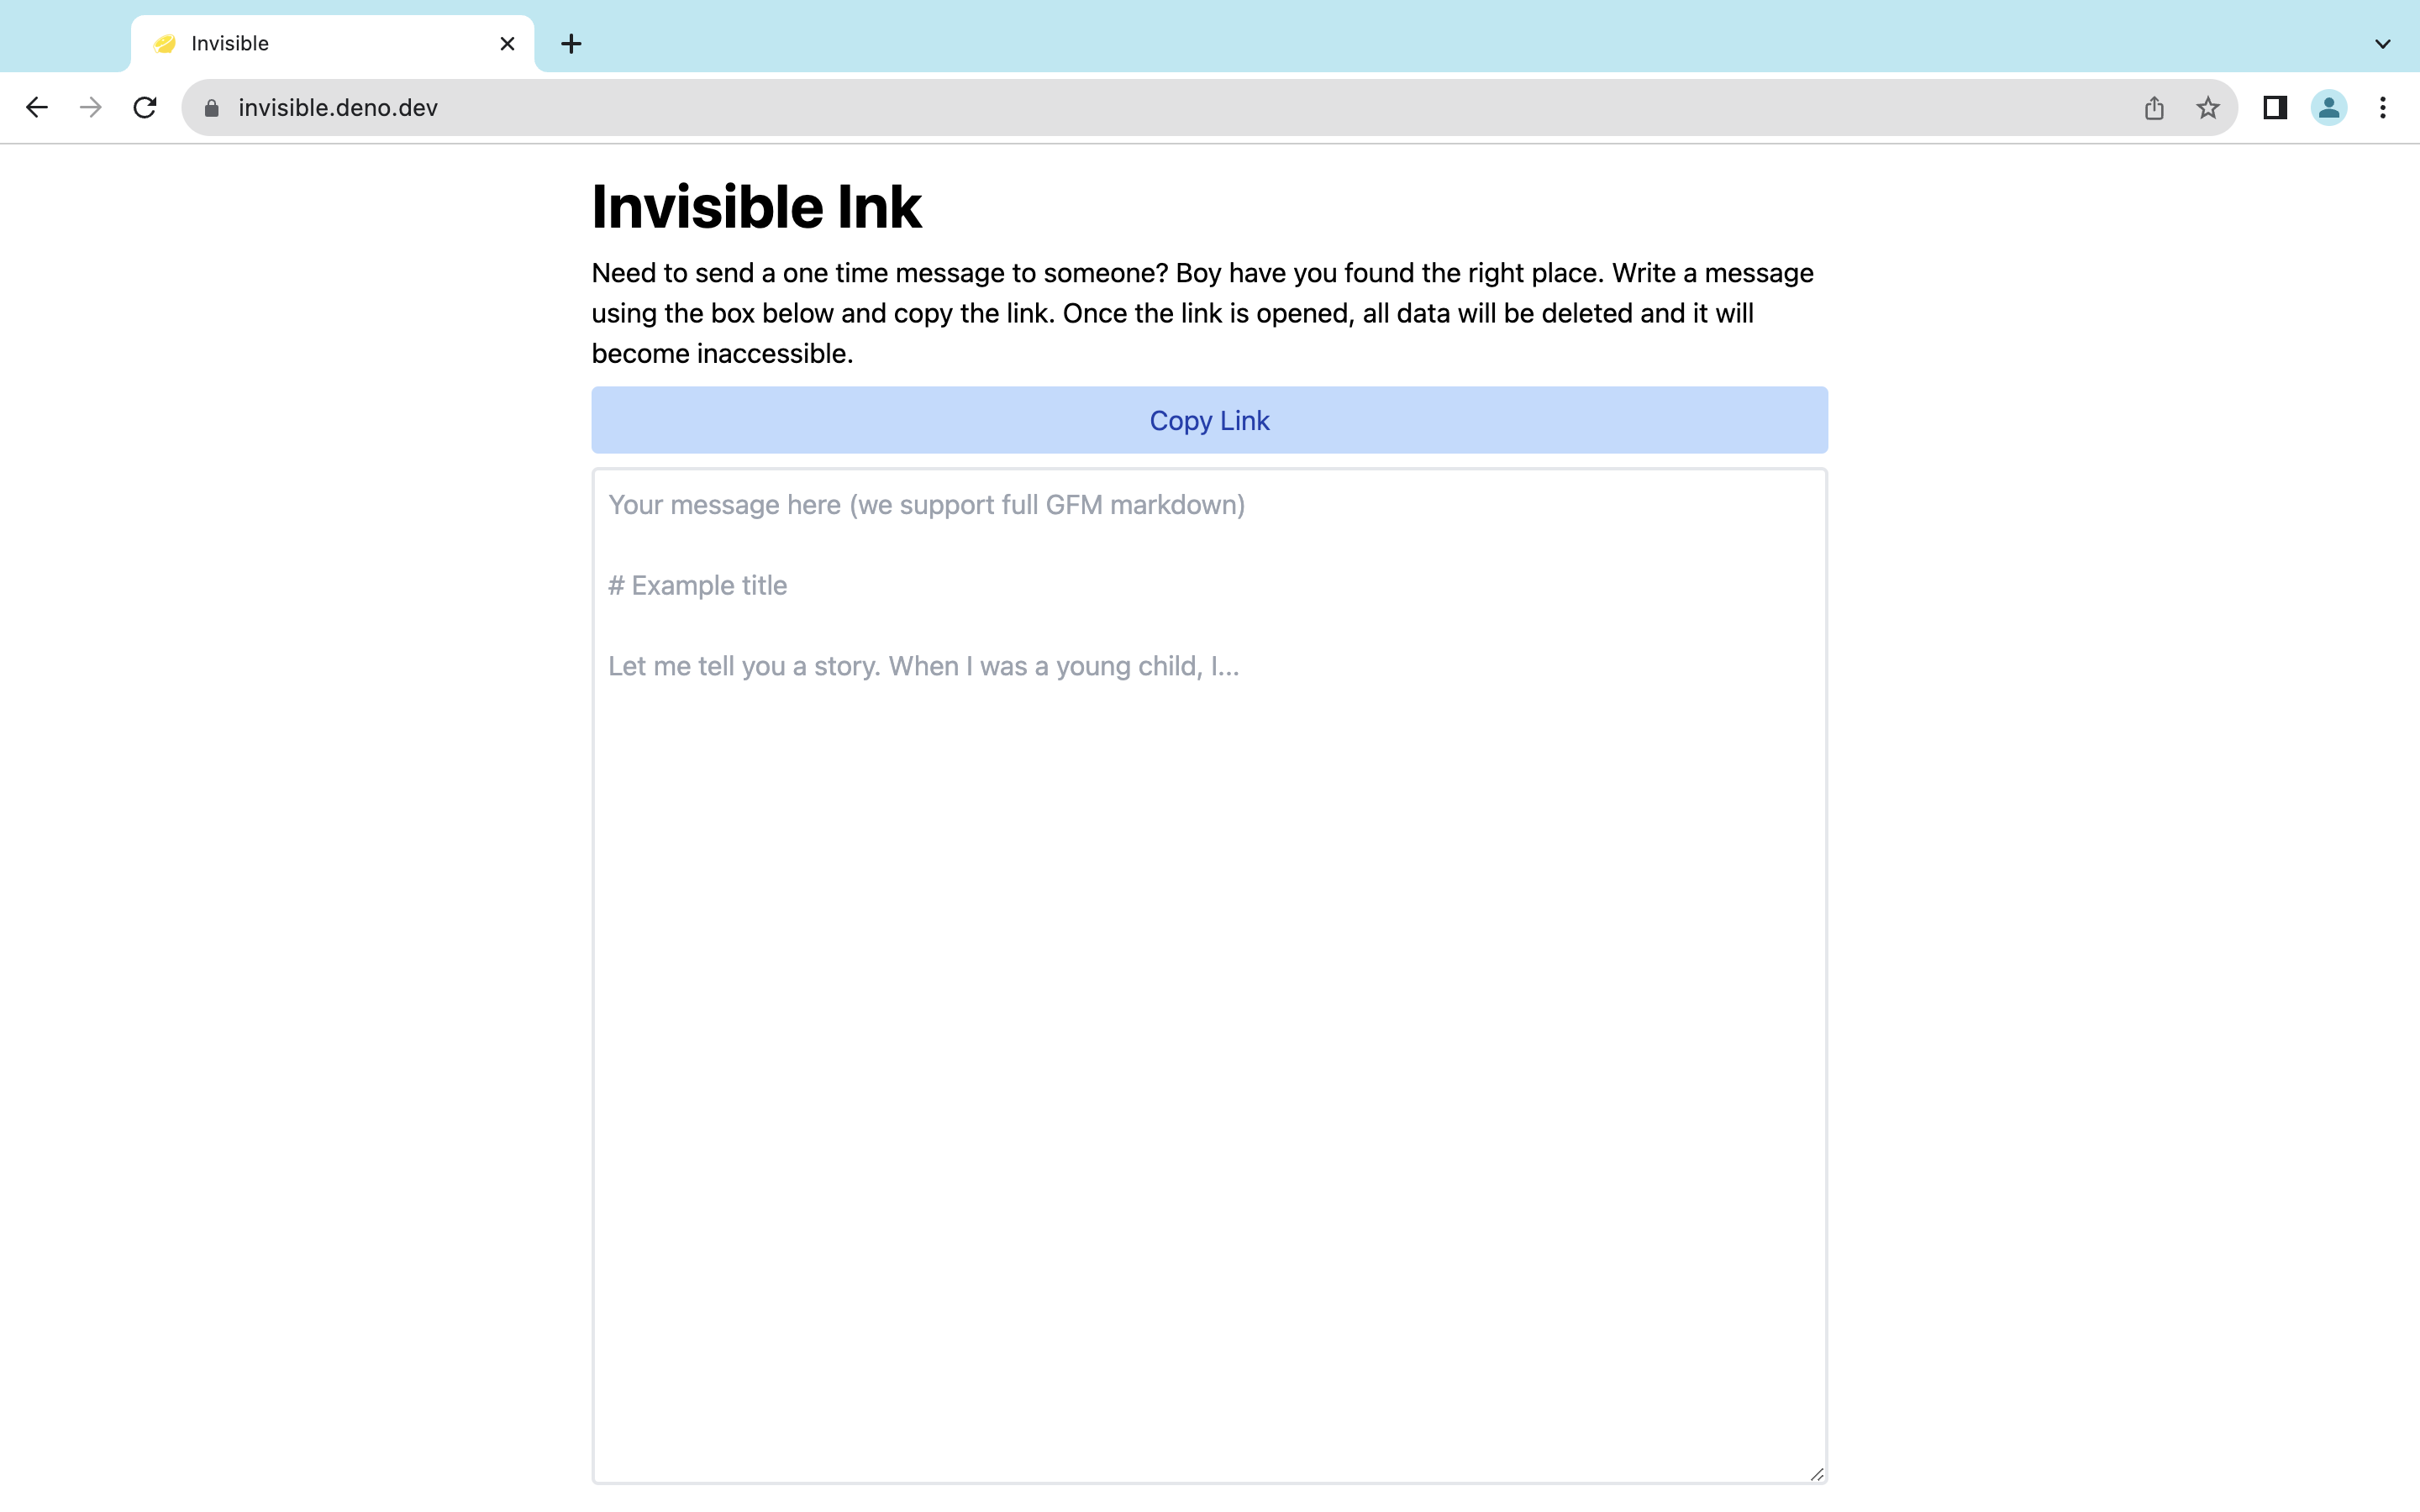 Invisible
invisible.deno.dev
Invisible Ink
Need to send a one time message to someone? Boy have you found the right place. Write a message
using the box below and copy the link. Once the link is opened, all data will be deleted and it will
become inaccessible.
Copy Link
Your message here (we support full GFM markdown)
# Example title
Let me tell you a story. When I was a young child, I...